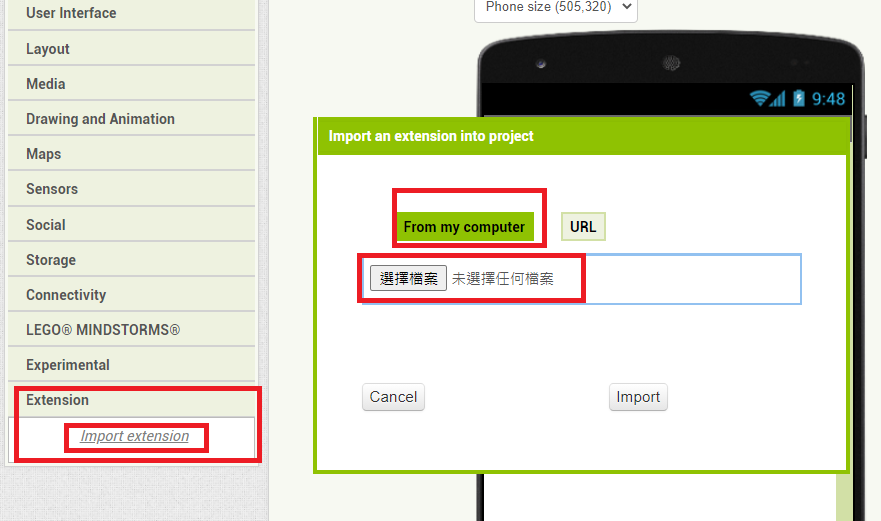 User Interface
Layout
Media
Drawing and Animation
Maps
Sensors
Social
Storage
Connectivity
LEGO® MINDSTORMS®
Experimental
Extension
Import extension
Phone size (505,320)
9:48
Import an extension into project
From my computer
URL
選擇檔案 未選擇任何檔案
Cancel
Import